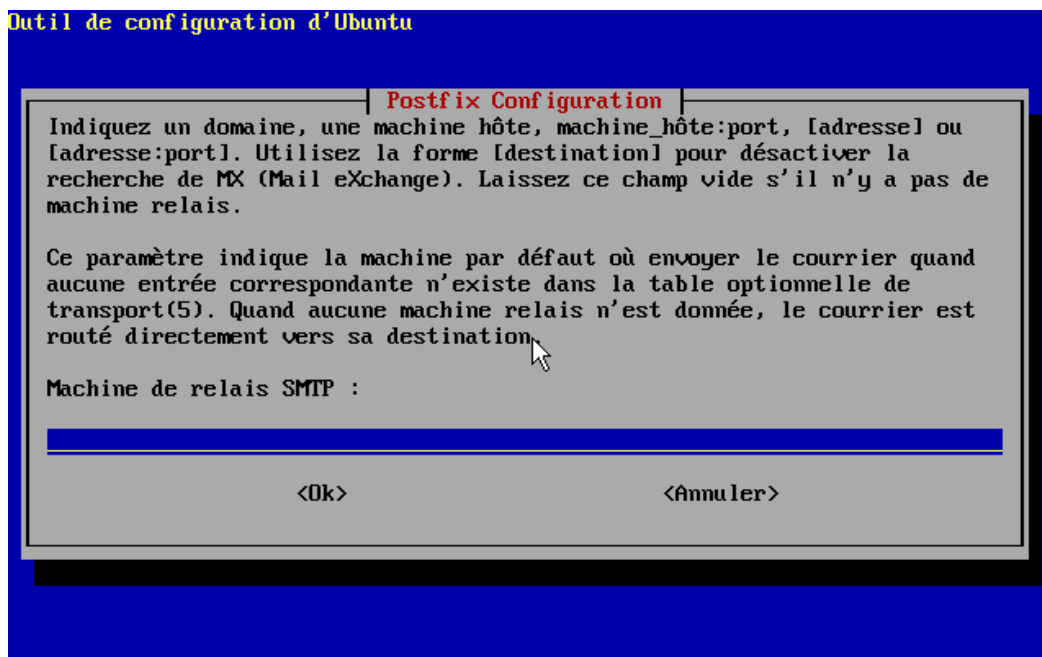 Outil de configuration d'Ubuntu
Postfix Configuration
Indiquez un domaine, une machine hôte, machine_hôte:port, [adresse] ou
[adresse:port]. Utilisez la forme [destination] pour désactiver la
recherche de MX (Mail eXchange). Laissez ce champ vide s'il n'y a pas de
machine relais.
Ce paramètre indique la machine par défaut où envoyer le courrier quand
aucune entrée correspondante n'existe dans la table optionnelle de
transport(5). Quand aucune machine relais n'est donnée, le courrier est
routé directement vers sa destination.
Machine de relais SMTP :
<Ok> <Annuler>